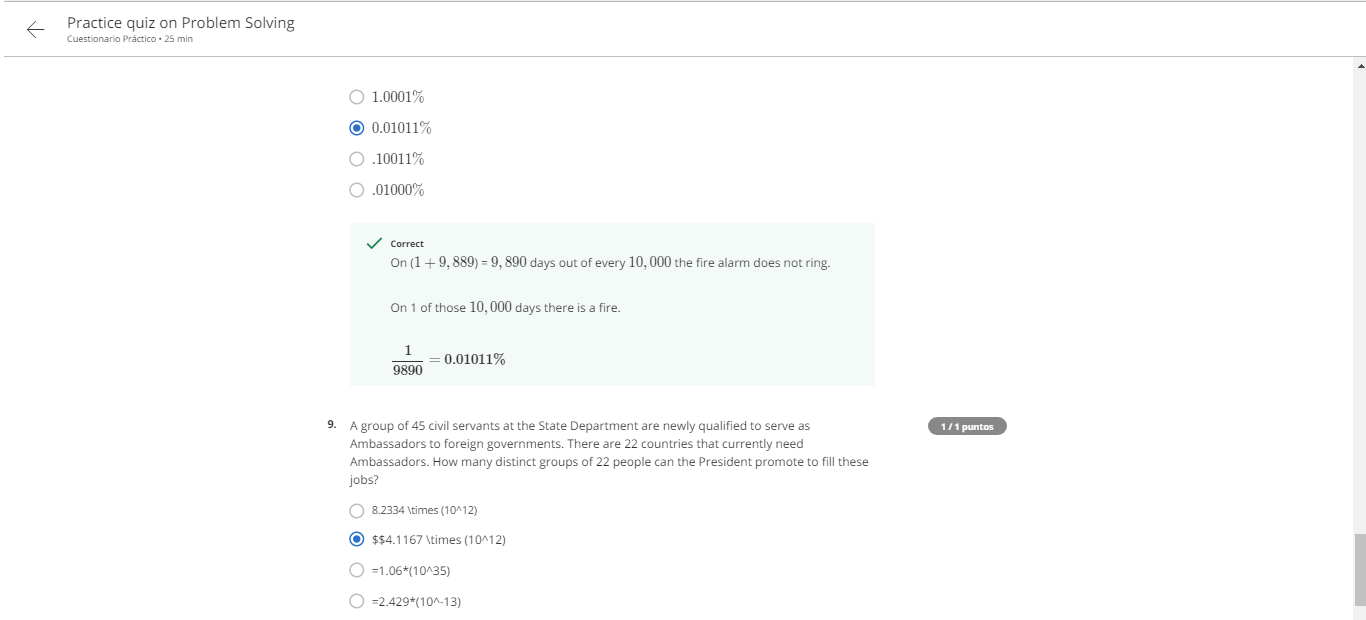 Practice quiz on Problem Solving
Cuestionario Práctico • 25 min
1.0001%
0.01011%
.10011%
.01000%
Correct
On (1 + 9, 889) = 9, 890 days out of every 10, 000 the fire alarm does not ring.
On 1 of those 10, 000 days there is a fire.
1
9890
= 0.01011%
9.
A group of 45 civil servants at the State Department are newly qualified to serve as
Ambassadors to foreign governments. There are 22 countries that currently need
Ambassadors. How many distinct groups of 22 people can the President promote to fill these
jobs?
1 / 1 puntos
8.2334 \times (10^12)
$$4.1167 \times (10^12)
=1.06*(10^35)
=2.429*(10^-13)